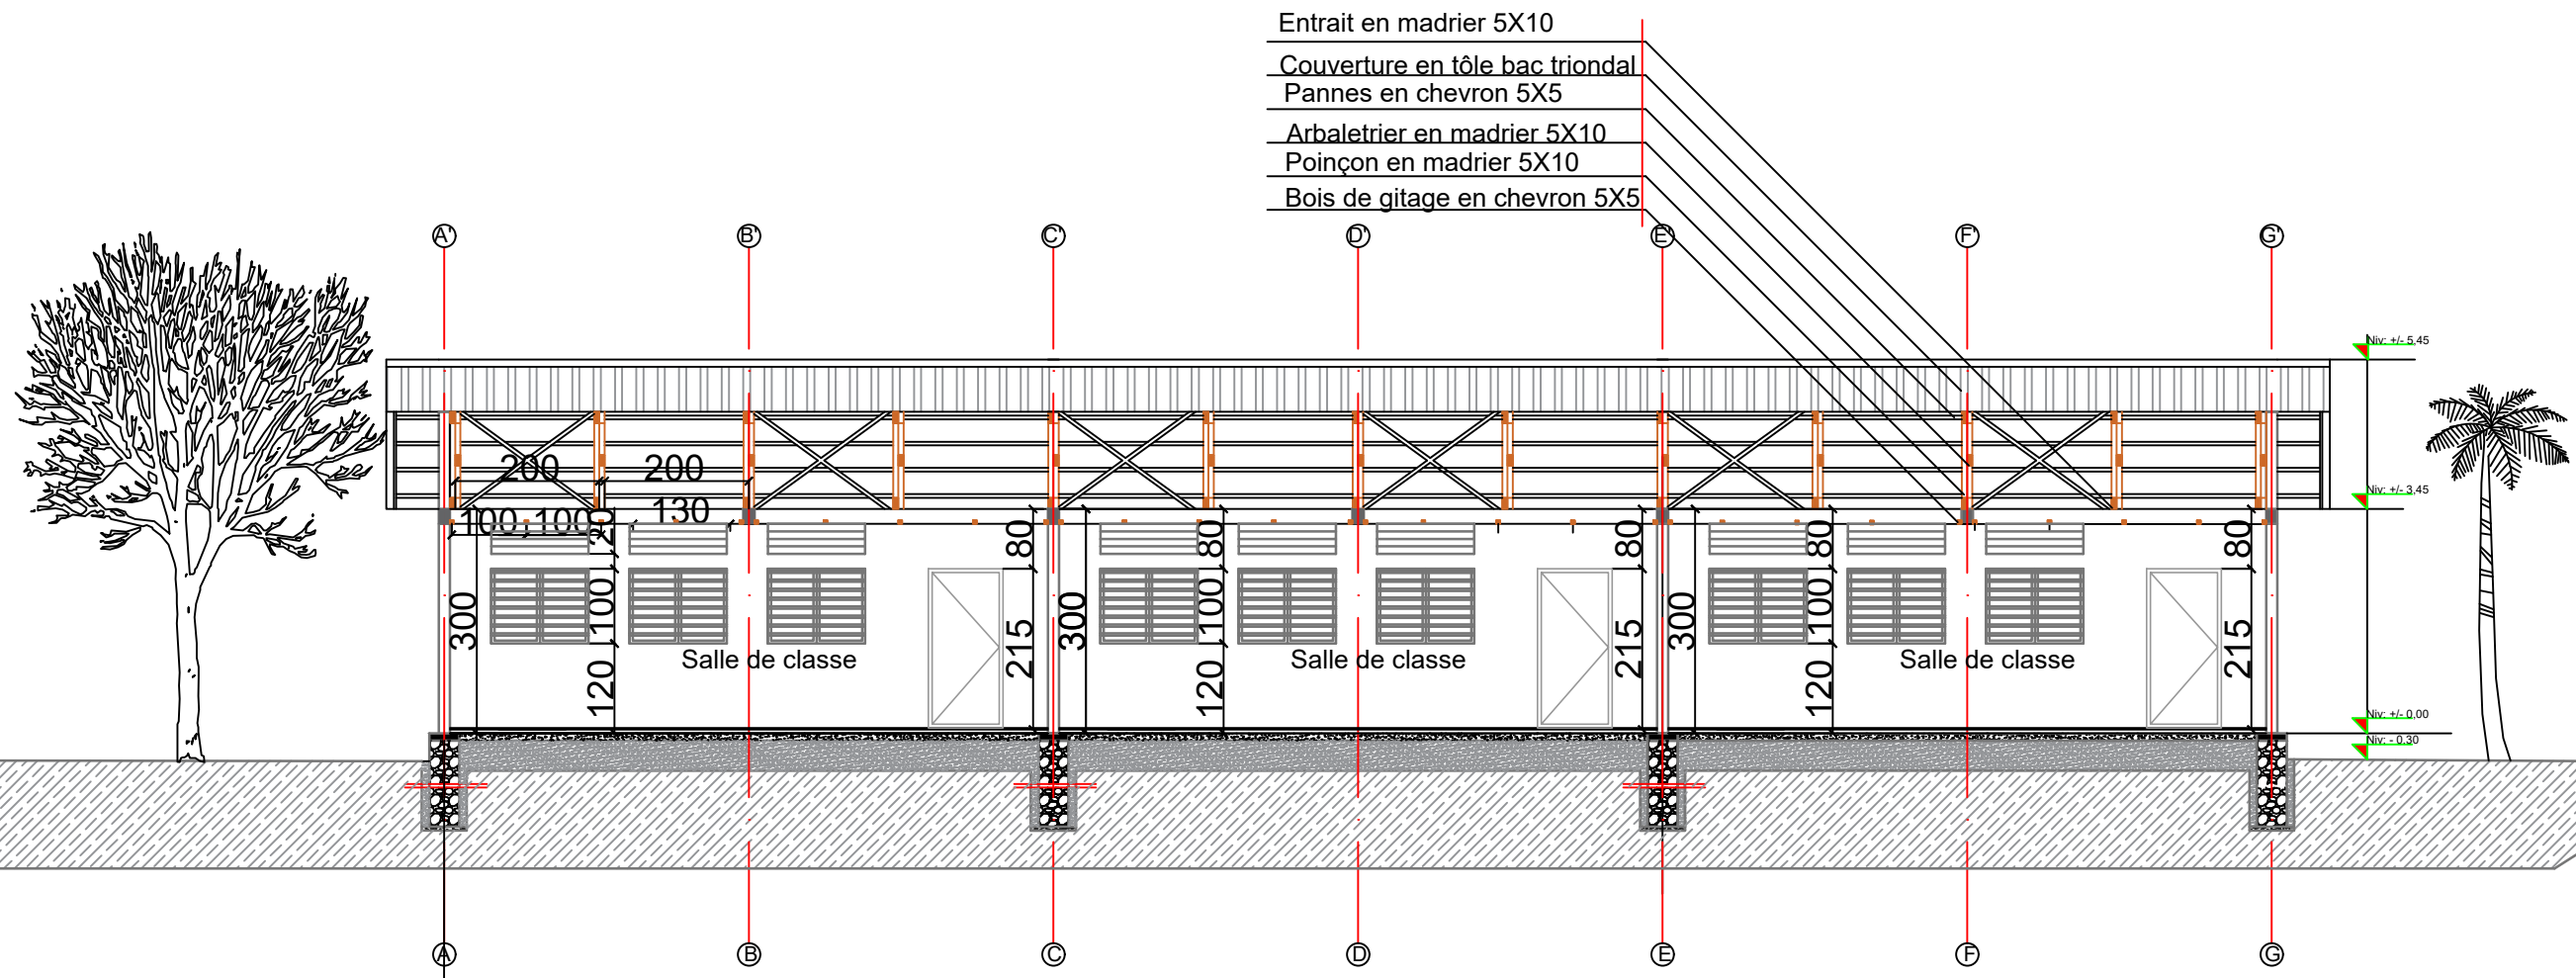 Entrait en madrier 5X10
Couverture en tôle bac triondal
Pannes en chevron 5X5
Arbaletrier en madrier 5X10
Poinçon en madrier 5X10
Bois de gitage en chevron 5X5
A' B' C' D' E' F' G'
Niv: +/- 5,45
200 200
Niv: +/- 3,45
100 100 20 130 80 80 80 80 80
300 100 215 300 100 215 300 100 215
Salle de classe Salle de classe Salle de classe
120 120 120
Niv: +/- 0,00
Niv: - 0,30
A B C D E F G